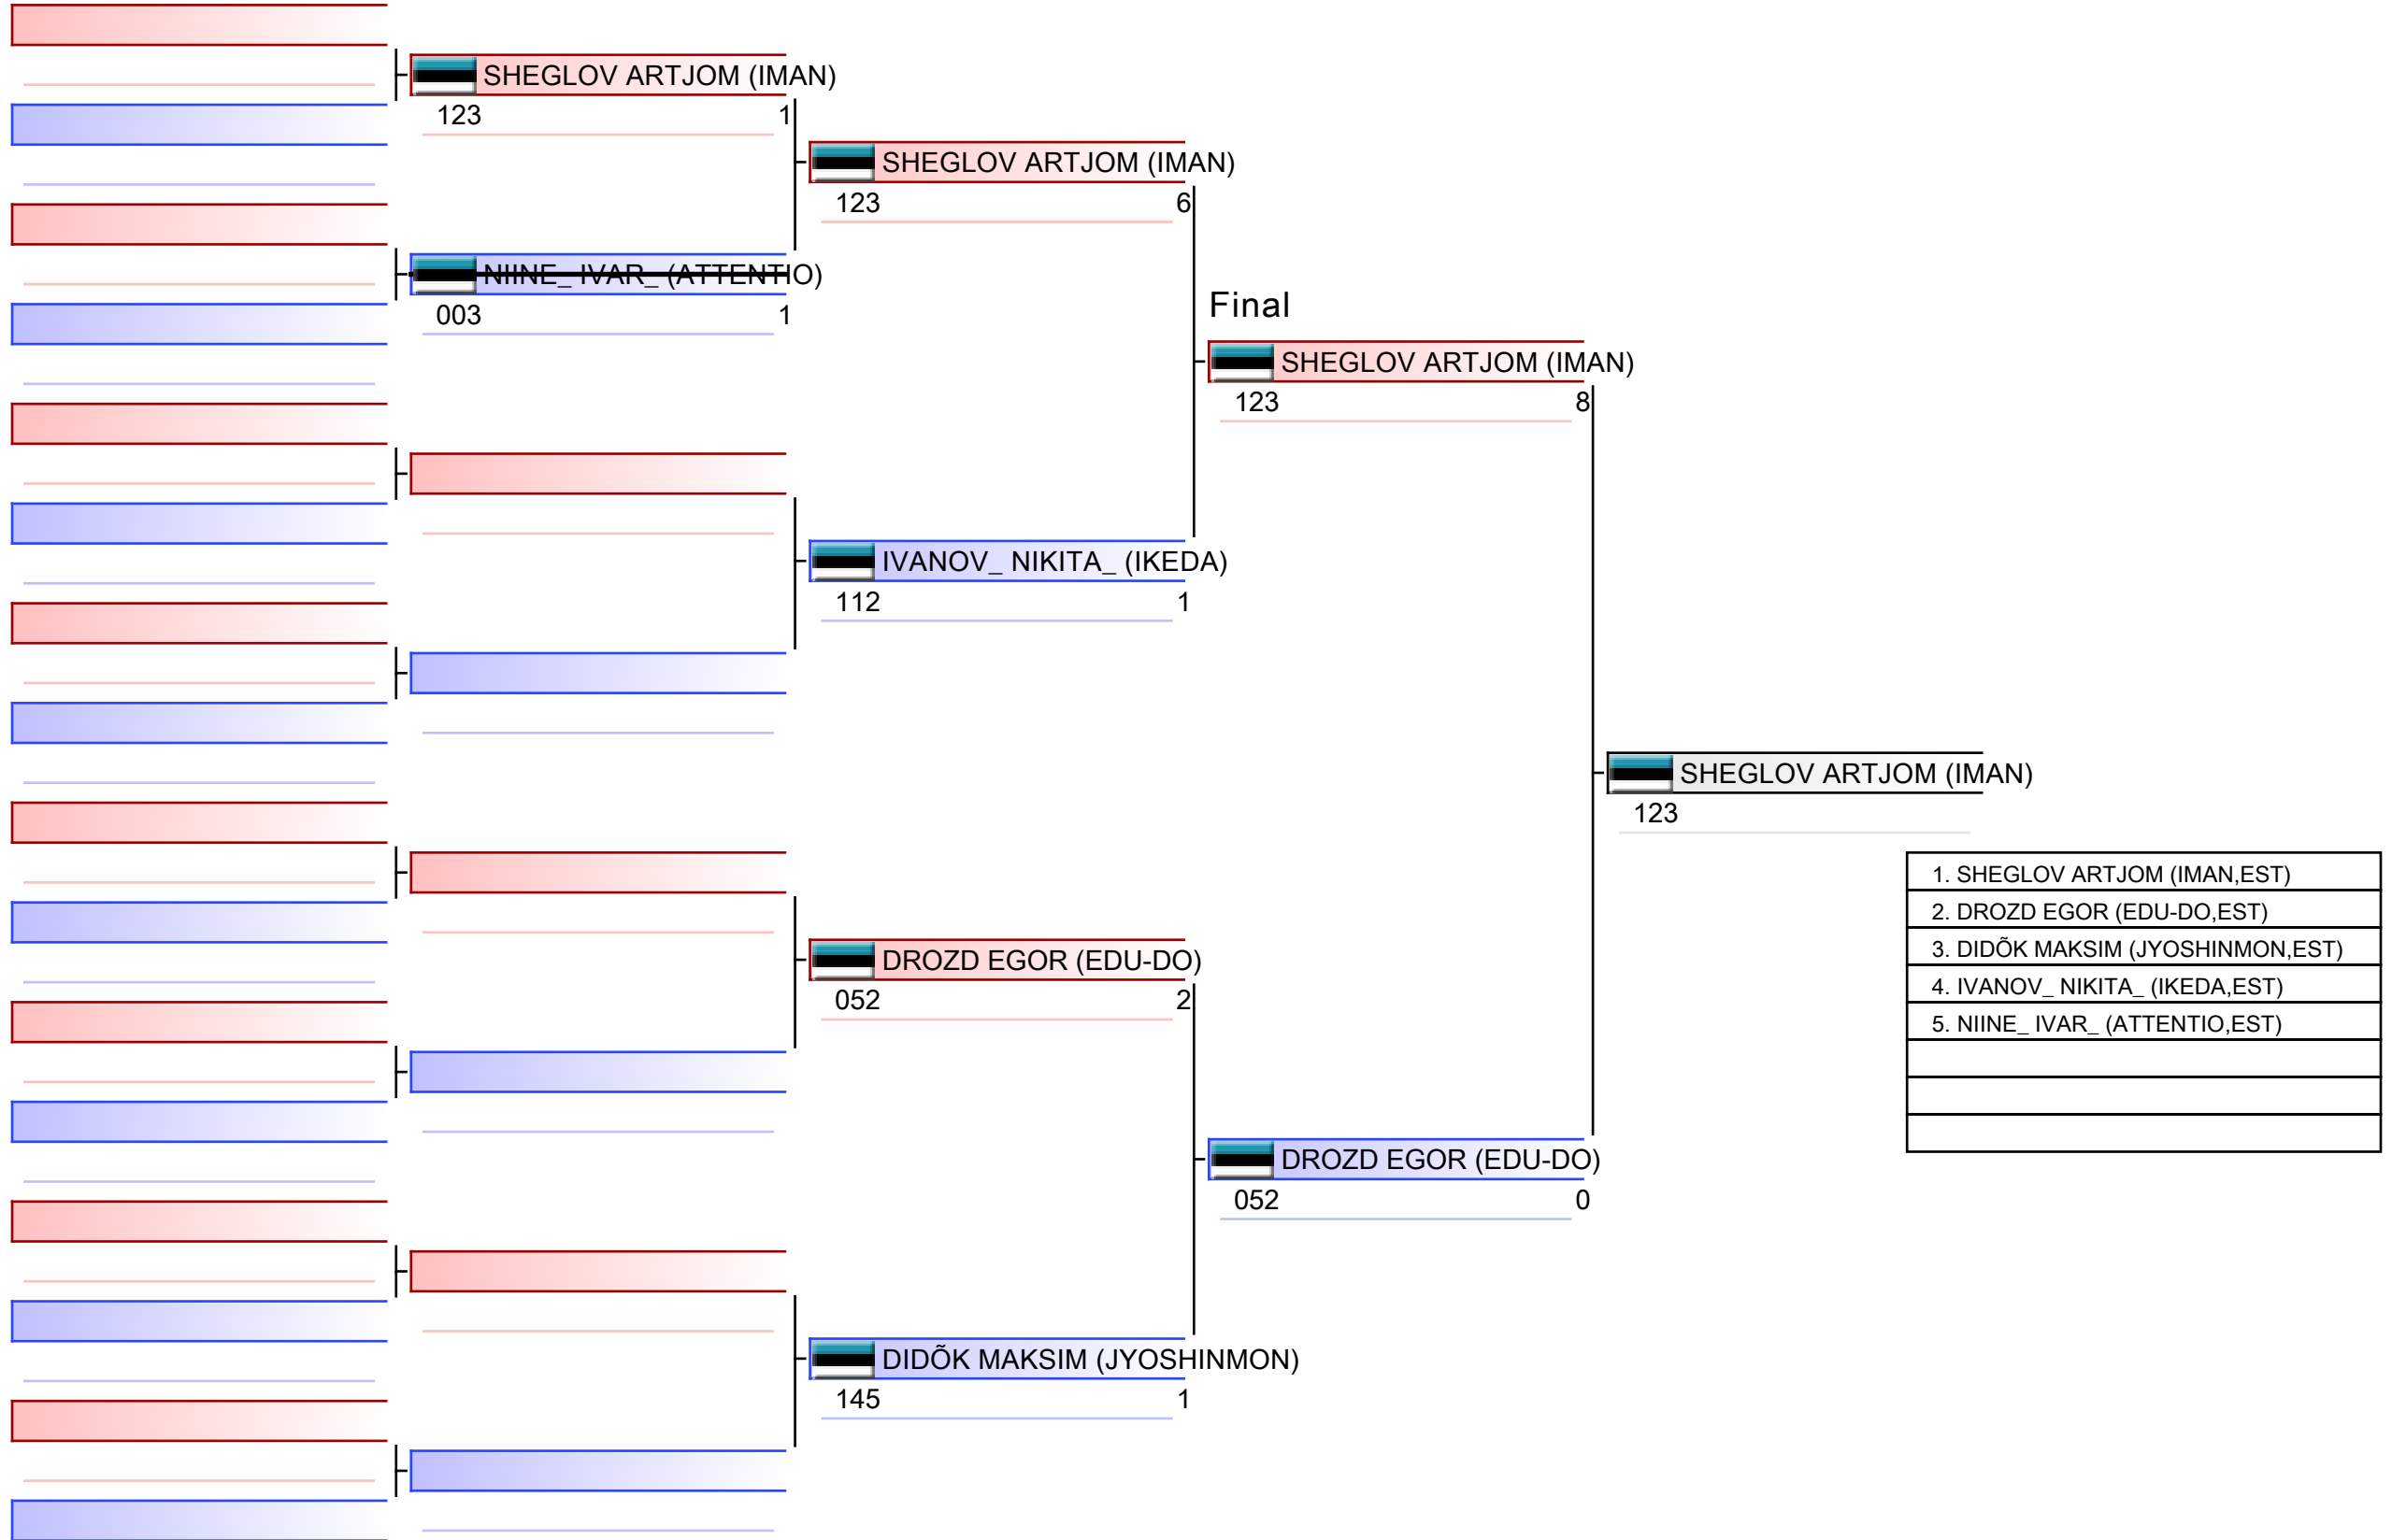 SHEGLOV ARTJOM (IMAN)
123 1
NIINE_ IVAR_ (ATTENTIO)
003 1
SHEGLOV ARTJOM (IMAN)
123 6
IVANOV_ NIKITA_ (IKEDA)
112 1
DROZD EGOR (EDU-DO)
052 2
DIDÕK MAKSIM (JYOSHINMON)
145 1
Final
SHEGLOV ARTJOM (IMAN)
123 8
DROZD EGOR (EDU-DO)
052 0
SHEGLOV ARTJOM (IMAN)
123
1. SHEGLOV ARTJOM (IMAN,EST)
2. DROZD EGOR (EDU-DO,EST)
3. DIDÕK MAKSIM (JYOSHINMON,EST)
4. IVANOV_ NIKITA_ (IKEDA,EST)
5. NIINE_ IVAR_ (ATTENTIO,EST)